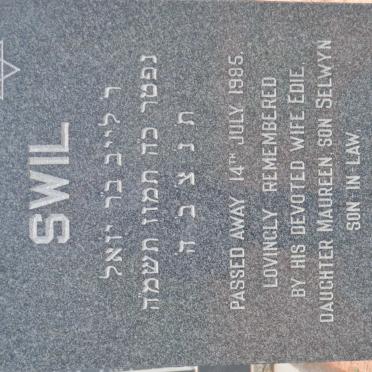 SWIL
ר לייב בר יואל
נפטר כה תמוז תשמה
ת נ צ ב ה
PASSED AWAY 14TH JULY 1985.
LOVINGLY REMEMBERED
BY HIS DEVOTED WIFE EDIE,
DAUGHTER MAUREEN SON SELWYN
SON-IN-LAW